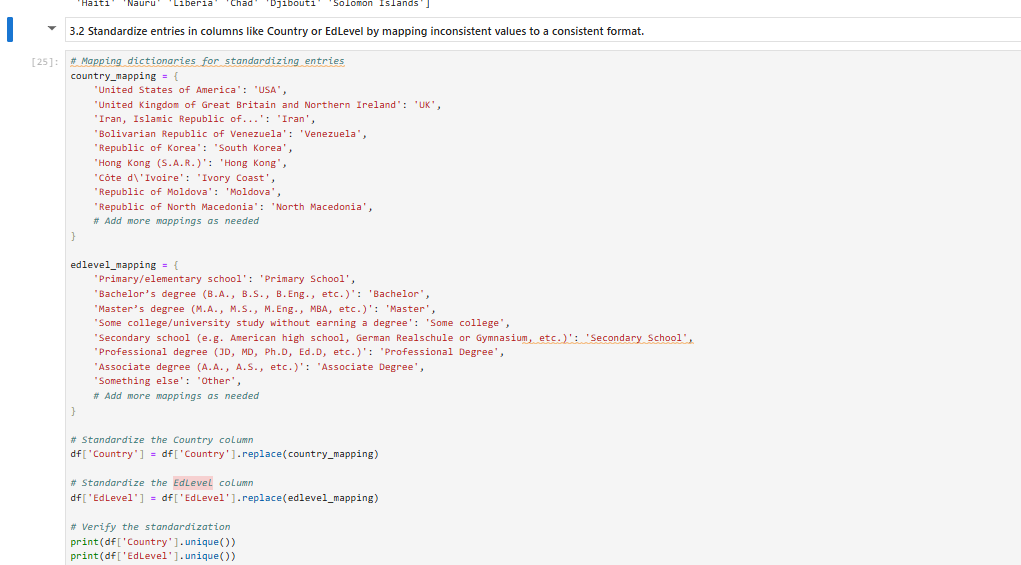 'Haiti' 'Nauru' 'Liberia' 'Chad' 'Djibouti' 'Solomon Islands']
3.2 Standardize entries in columns like Country or EdLevel by mapping inconsistent values to a consistent format.
[25]:
# Mapping dictionaries for standardizing entries
country_mapping = {
    'United States of America': 'USA',
    'United Kingdom of Great Britain and Northern Ireland': 'UK',
    'Iran, Islamic Republic of...': 'Iran',
    'Bolivarian Republic of Venezuela': 'Venezuela',
    'Republic of Korea': 'South Korea',
    'Hong Kong (S.A.R.)': 'Hong Kong',
    'Côte d\'Ivoire': 'Ivory Coast',
    'Republic of Moldova': 'Moldova',
    'Republic of North Macedonia': 'North Macedonia',
    # Add more mappings as needed
}
edlevel_mapping = {
    'Primary/elementary school': 'Primary School',
    'Bachelor’s degree (B.A., B.S., B.Eng., etc.)': 'Bachelor',
    'Master’s degree (M.A., M.S., M.Eng., MBA, etc.)': 'Master',
    'Some college/university study without earning a degree': 'Some college',
    'Secondary school (e.g. American high school, German Realschule or Gymnasium, etc.)': 'Secondary School',
    'Professional degree (JD, MD, Ph.D, Ed.D, etc.)': 'Professional Degree',
    'Associate degree (A.A., A.S., etc.)': 'Associate Degree',
    'Something else': 'Other',
    # Add more mappings as needed
}
# Standardize the Country column
df['Country'] = df['Country'].replace(country_mapping)
# Standardize the EdLevel column
df['EdLevel'] = df['EdLevel'].replace(edlevel_mapping)
# Verify the standardization
print(df['Country'].unique())
print(df['EdLevel'].unique())